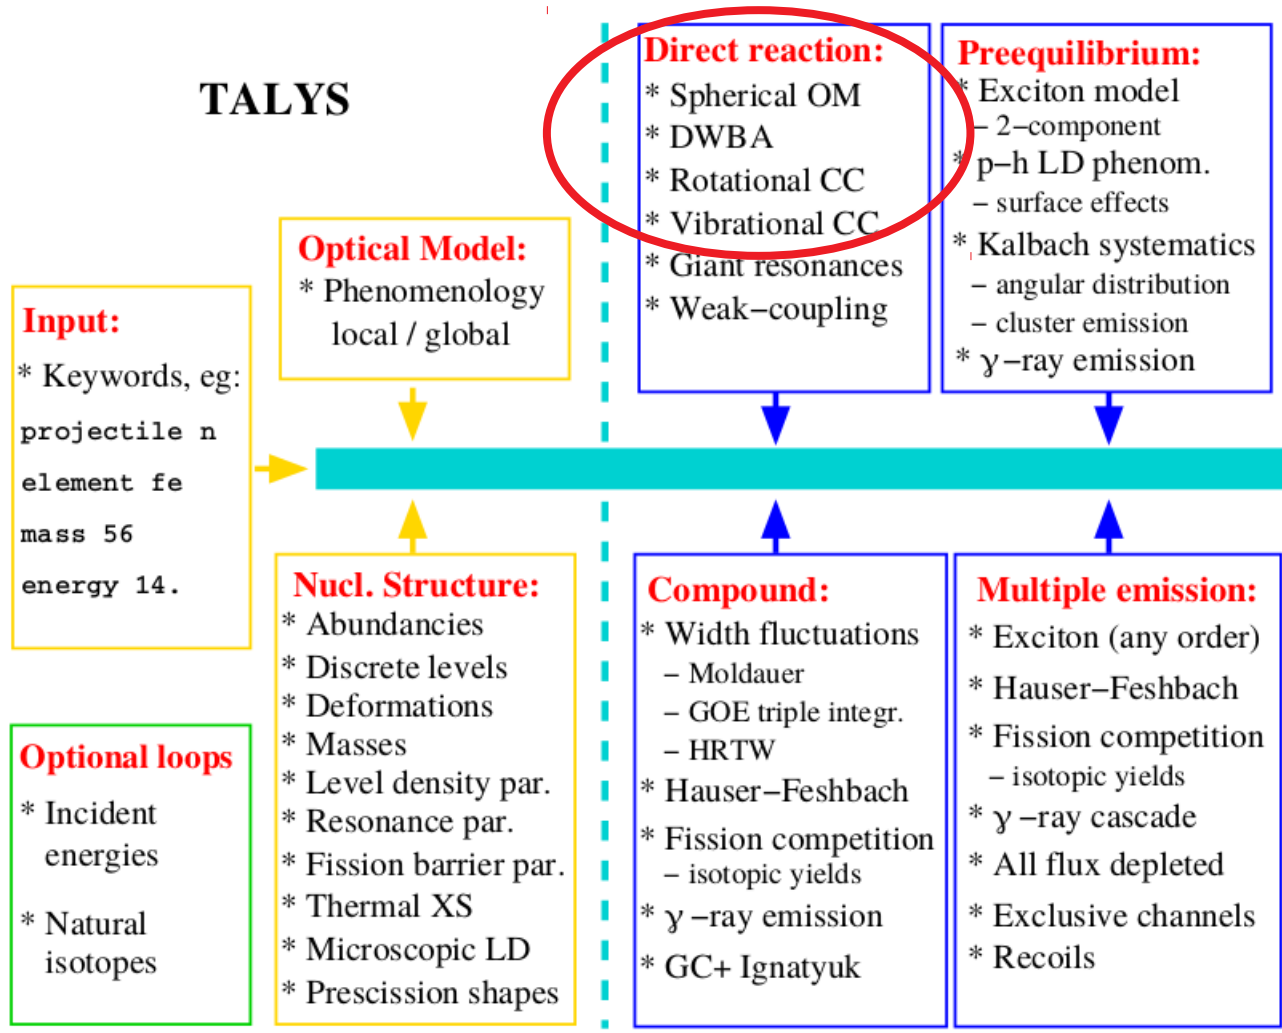 TALYS
Input:
* Keywords, eg:
projectile n
element fe
mass 56
energy 14.
Optional loops
* Incident
energies
* Natural
isotopes
Optical Model:
* Phenomenology
local / global
Nucl. Structure:
* Abundancies
* Discrete levels
* Deformations
* Masses
* Level density par.
* Resonance par.
* Fission barrier par.
* Thermal XS
* Microscopic LD
* Prescission shapes
Direct reaction:
* Spherical OM
* DWBA
* Rotational CC
* Vibrational CC
* Giant resonances
* Weak−coupling
Preequilibrium:
* Exciton model
− 2−component
* p−h LD phenom.
− surface effects
* Kalbach systematics
− angular distribution
− cluster emission
* γ−ray emission
Compound:
* Width fluctuations
− Moldauer
− GOE triple integr.
− HRTW
* Hauser−Feshbach
* Fission competition
− isotopic yields
* γ −ray emission
* GC+ Ignatyuk
Multiple emission:
* Exciton (any order)
* Hauser−Feshbach
* Fission competition
− isotopic yields
* γ −ray cascade
* All flux depleted
* Exclusive channels
* Recoils